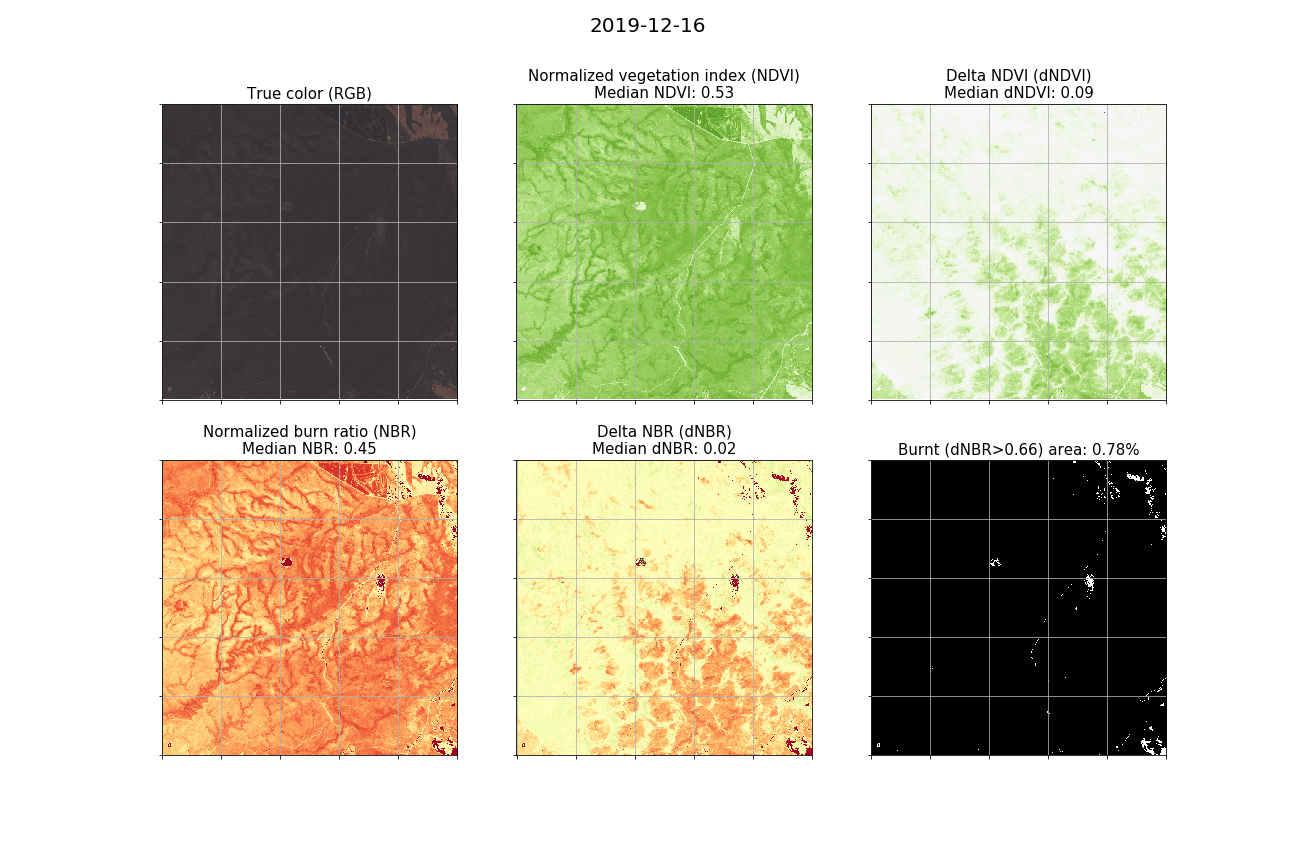 2019-12-16
True color (RGB)
Normalized vegetation index (NDVI)
Median NDVI: 0.53
Delta NDVI (dNDVI)
Median dNDVI: 0.09
Normalized burn ratio (NBR)
Median NBR: 0.45
Delta NBR (dNBR)
Median dNBR: 0.02
Burnt (dNBR>0.66) area: 0.78%